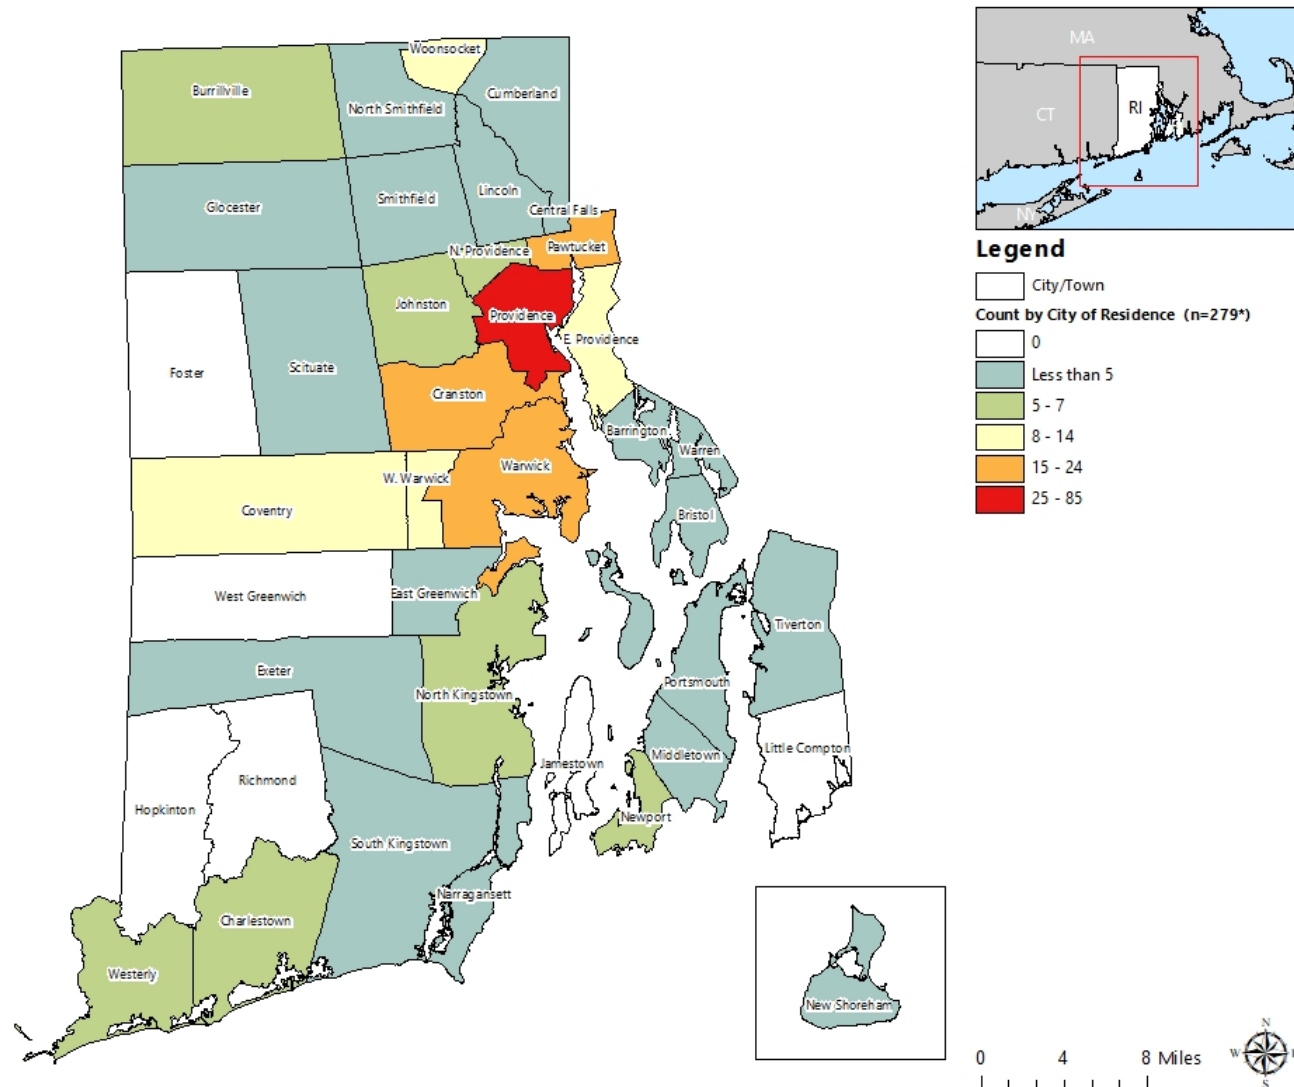 MA
CT
RI
NY
Legend
City/Town
Count by City of Residence (n=279*)
0
Less than 5
5 - 7
8 - 14
15 - 24
25 - 85
Woonsocket
Burrillville
Cumberland
North Smithfield
Glocester
Smithfield
Lincoln
Central Falls
N. Providence
Pawtucket
Johnston
Providence
E. Providence
Foster
Scituate
Cranston
Barrington
Warren
Warwick
W. Warwick
Coventry
Bristol
West Greenwich
East Greenwich
Tiverton
Exeter
Portsmouth
North Kingstown
Little Compton
Middletown
Jamestown
Richmond
Hopkinton
Newport
South Kingstown
Narragansett
Charlestown
Westerly
New Shoreham
0 4 8 Miles
N
W
S